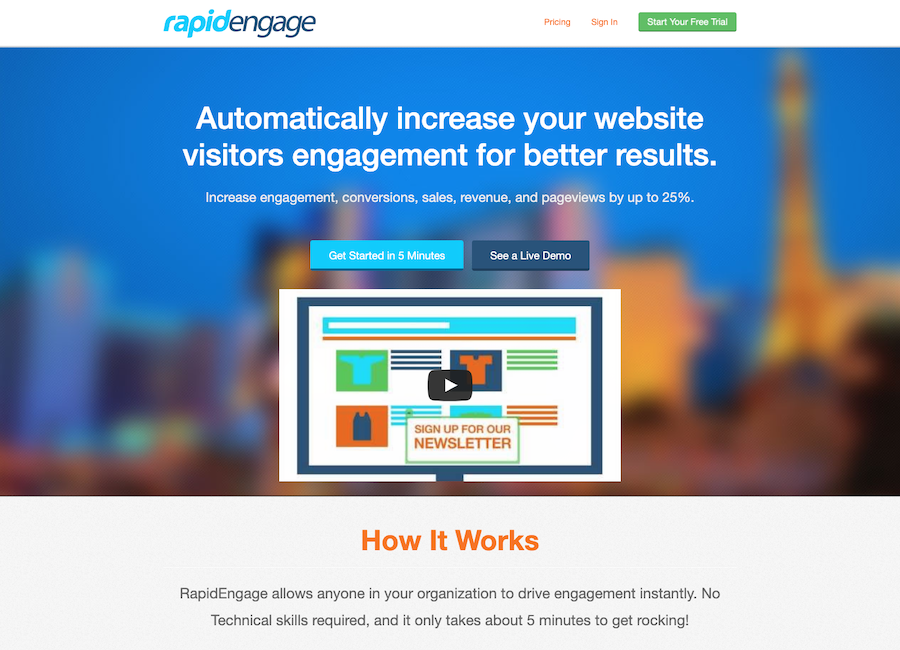 rapidengage
Pricing
Sign In
Start Your Free Trial
Automatically increase your website
visitors engagement for better results.
Increase engagement, conversions, sales, revenue, and pageviews by up to 25%.
Get Started in 5 Minutes
See a Live Demo
SIGN UP FOR OUR
NEWSLETTER
How It Works
RapidEngage allows anyone in your organization to drive engagement instantly. No
Technical skills required, and it only takes about 5 minutes to get rocking!